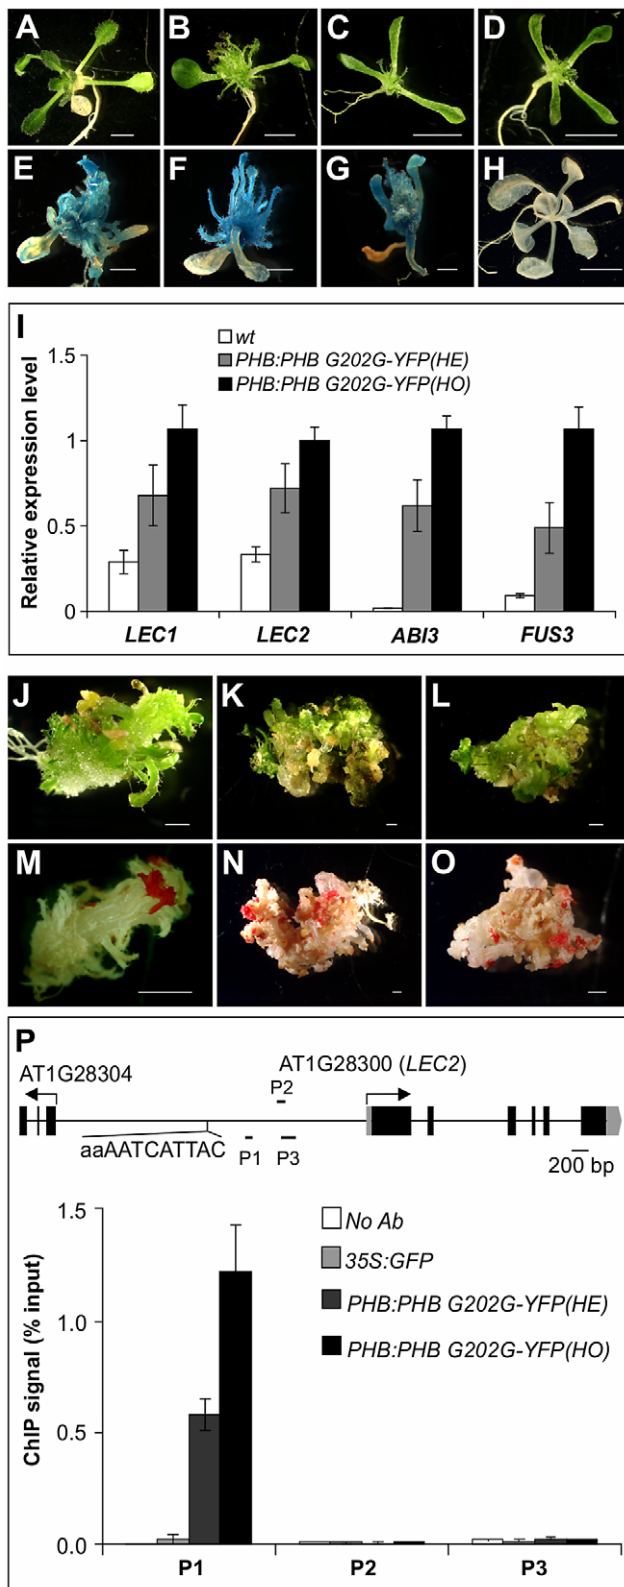 A
B
C
D
E
F
G
H
I
wt
PHB:PHB G202G-YFP(HE)
PHB:PHB G202G-YFP(HO)
Relative expression level
1.5
1
0.5
0
LEC1 LEC2 ABI3 FUS3
J
K
L
M
N
O
P
AT1G28304
AT1G28300 (LEC2)
P2
aaAATCATTAC
P1
P3
200 bp
ChIP signal (% input)
1.5
1.0
0.5
0.0
No Ab
35S:GFP
PHB:PHB G202G-YFP(HE)
PHB:PHB G202G-YFP(HO)
P1 P2 P3